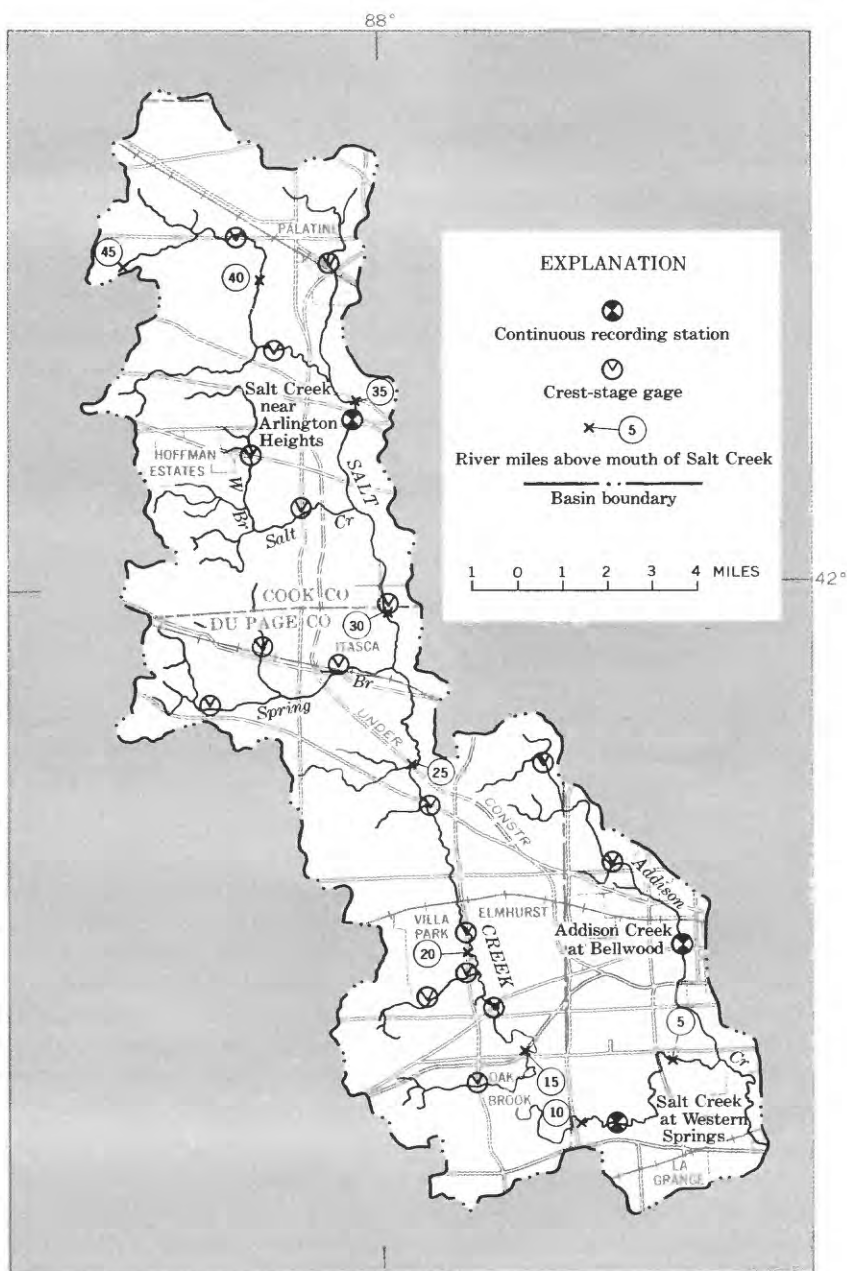 88°
PALATINE
45
40
35
Salt Creek
near
Arlington
Heights
HOFFMAN
ESTATES
W Br
Salt Cr
SALT
EXPLANATION
Continuous recording station
Crest-stage gage
5
River miles above mouth of Salt Creek
Basin boundary
1 0 1 2 3 4 MILES
42°
COOK CO
DU PAGE CO
30
ITASCA
Spring Br
UNDER
CONSTR
25
Addison
VILLA
PARK
ELMHURST
CREEK
20
Addison Creek
at Bellwood
5
Cr
15
OAK
BROOK
10
Salt Creek
at Western
Springs
LA
GRANGE